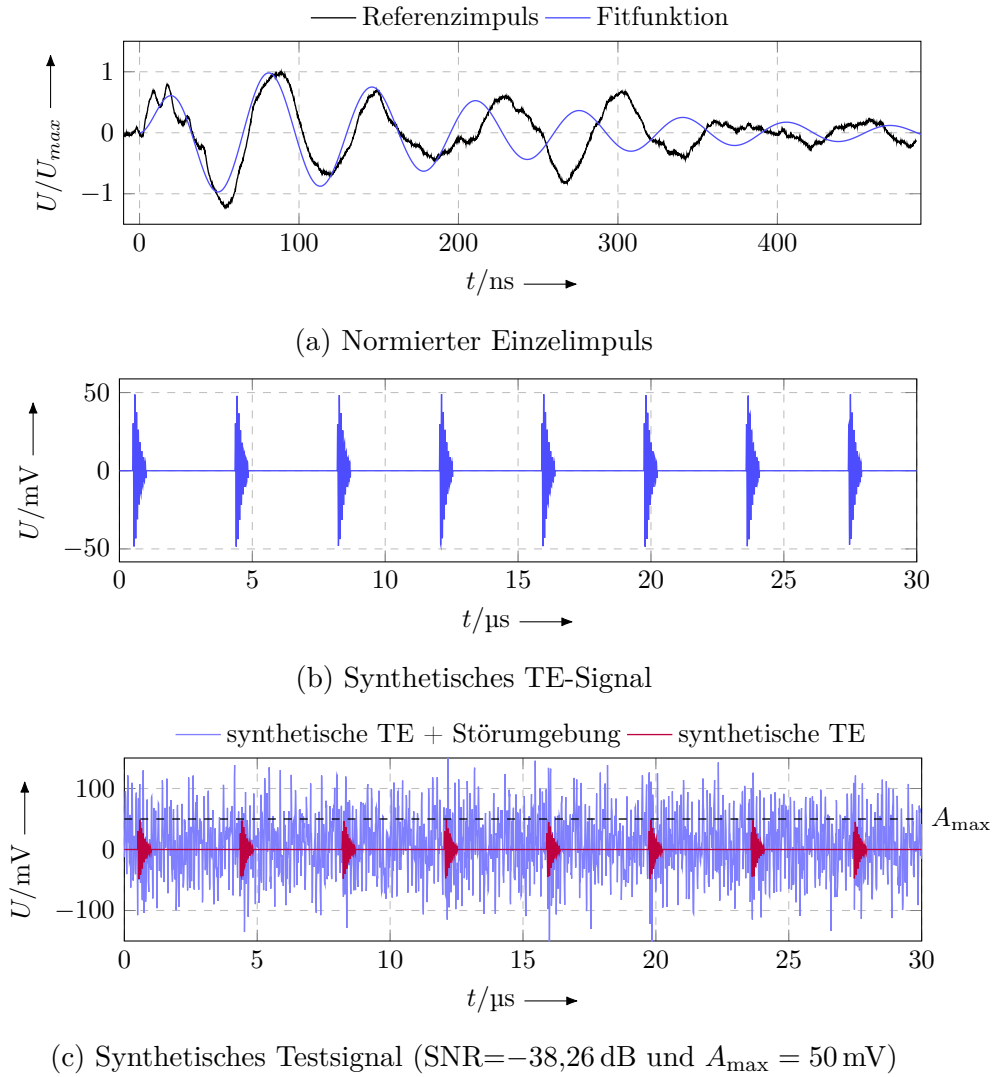 Referenzimpuls Fitfunktion
1
0
−1
U/U_max
0 100 200 300 400
t/ns
(a) Normierter Einzelimpuls
50
0
−50
U/mV
0 5 10 15 20 25 30
t/µs
(b) Synthetisches TE-Signal
synthetische TE + Störumgebung synthetische TE
100
0
−100
U/mV
A_max
0 5 10 15 20 25 30
t/µs
(c) Synthetisches Testsignal (SNR=−38,26 dB und A_max = 50 mV)